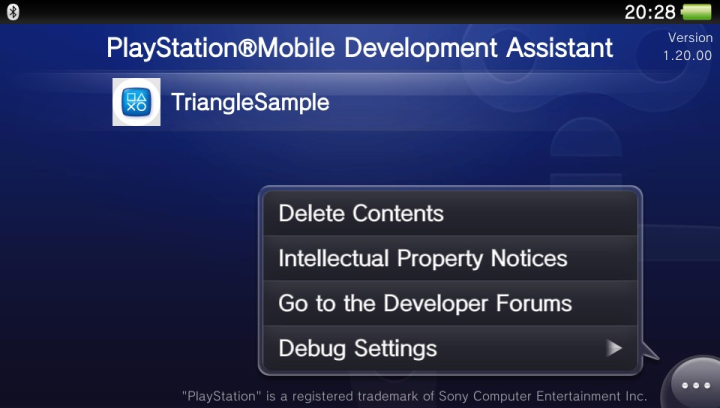 20:28
PlayStation®Mobile Development Assistant
Version
1.20.00
TriangleSample
Delete Contents
Intellectual Property Notices
Go to the Developer Forums
Debug Settings
"PlayStation" is a registered trademark of Sony Computer Entertainment Inc.